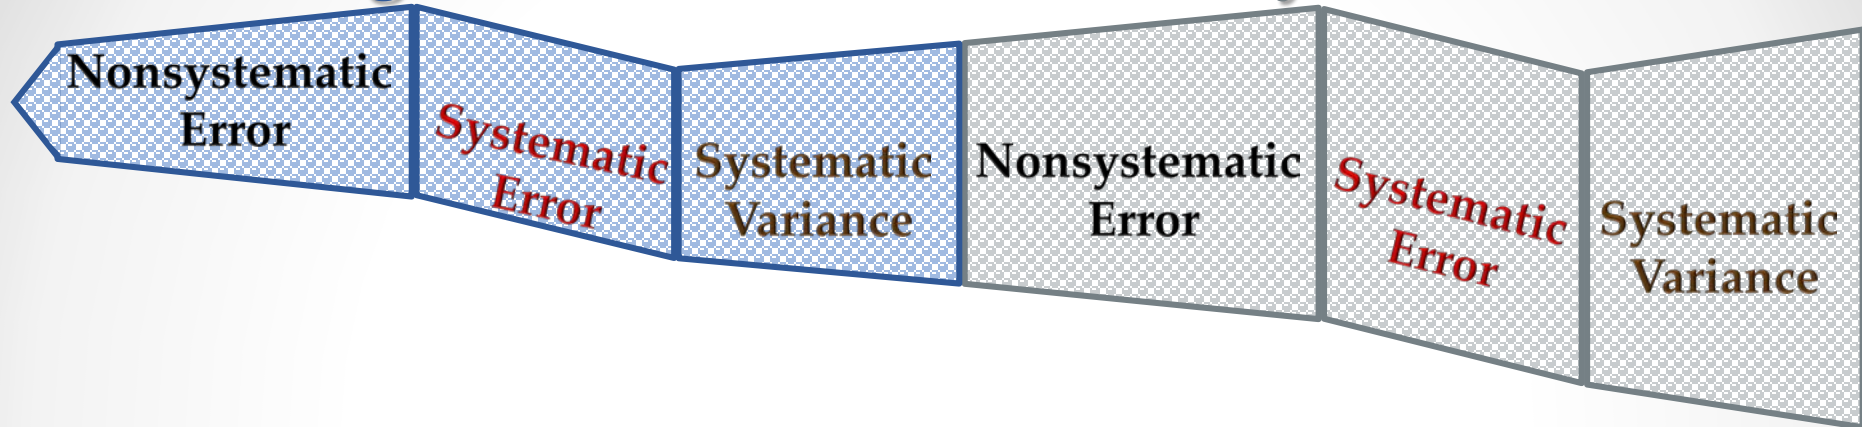 Nonsystematic
Error
Systematic
Error
Systematic
Variance
Nonsystematic
Error
Systematic
Error
Systematic
Variance